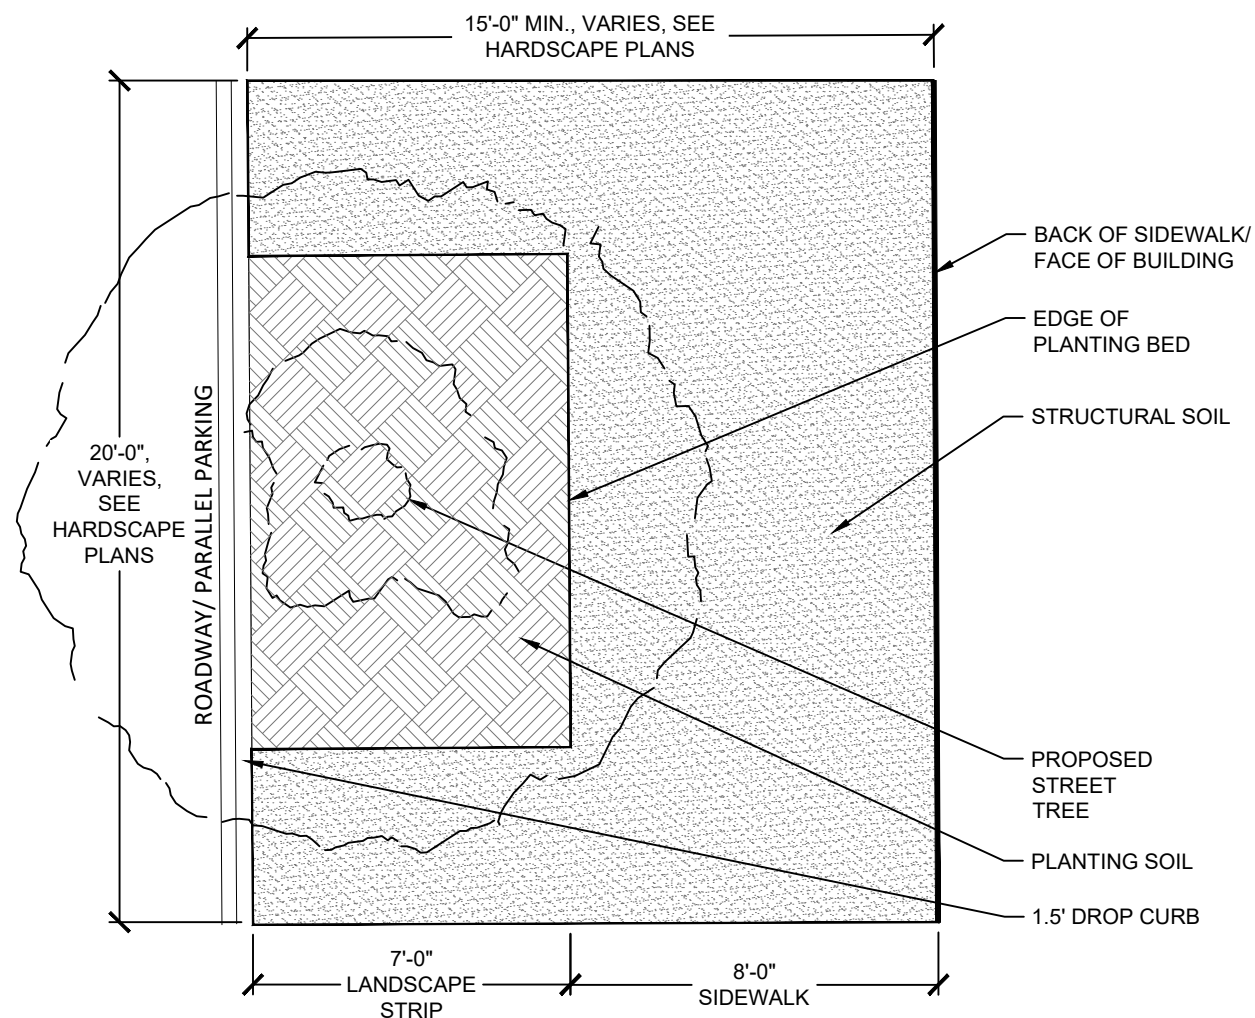 15'-0" MIN., VARIES, SEE
HARDSCAPE PLANS
BACK OF SIDEWALK/
FACE OF BUILDING
EDGE OF
PLANTING BED
STRUCTURAL SOIL
20'-0",
VARIES,
SEE
HARDSCAPE
PLANS
ROADWAY/ PARALLEL PARKING
PROPOSED
STREET
TREE
PLANTING SOIL
1.5' DROP CURB
7'-0"
LANDSCAPE
STRIP
8'-0"
SIDEWALK